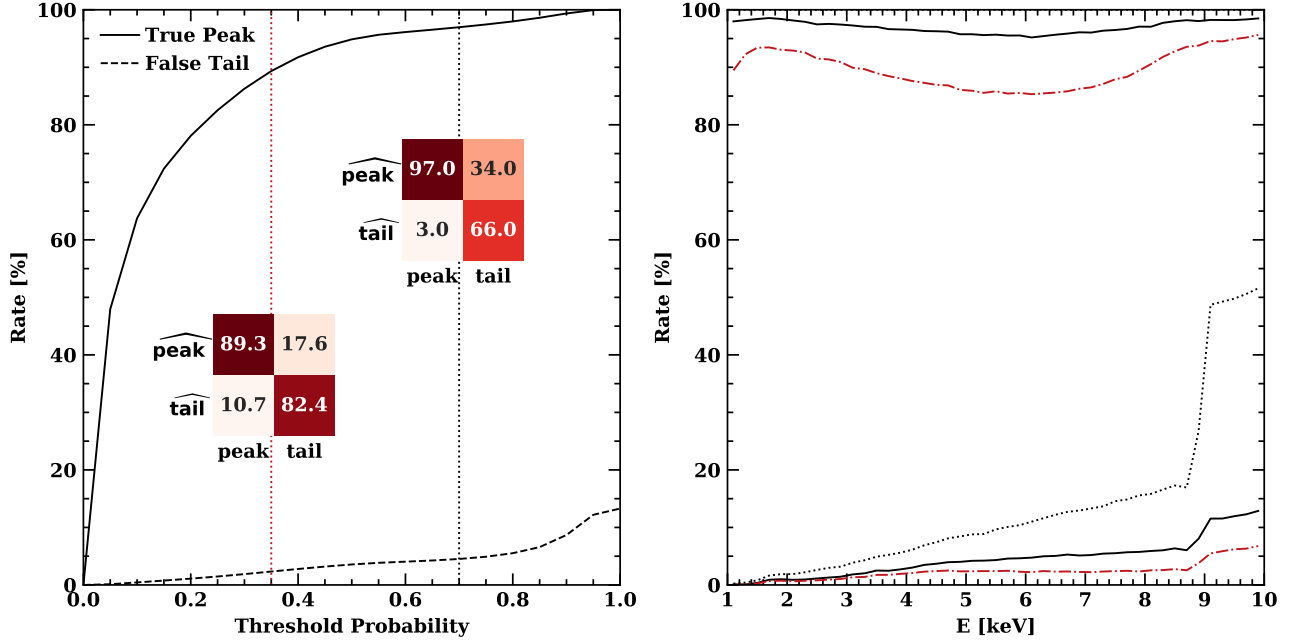 100
80
60
40
20
0
Rate [%]
True Peak
False Tail
peak
97.0
34.0
tail
3.0
66.0
peak
tail
peak
89.3
17.6
tail
10.7
82.4
peak
tail
0.0
0.2
0.4
0.6
0.8
1.0
Threshold Probability
100
80
60
40
20
0
Rate [%]
1
2
3
4
5
6
7
8
9
10
E [keV]